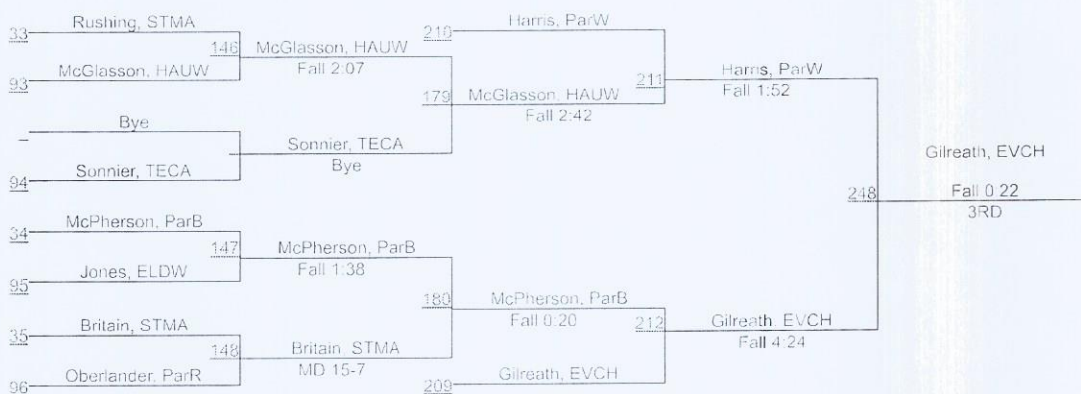 33 Rushing, STMA
146
93 McGlasson, HAUW
McGlasson, HAUW
Fall 2:07
Bye
94 Sonnier, TECA
Sonnier, TECA
Bye
179
McGlasson, HAUW
Fall 2:42
210 Harris, ParW
211
Harris, ParW
Fall 1:52
34 McPherson, ParB
147
95 Jones, ELDW
McPherson, ParB
Fall 1:38
35 Britain, STMA
148
96 Oberlander, ParR
Britain, STMA
MD 15-7
180
McPherson, ParB
Fall 0:20
212
209 Gilreath, EVCH
Gilreath, EVCH
Fall 4:24
248
Gilreath, EVCH
Fall 0:22
3RD